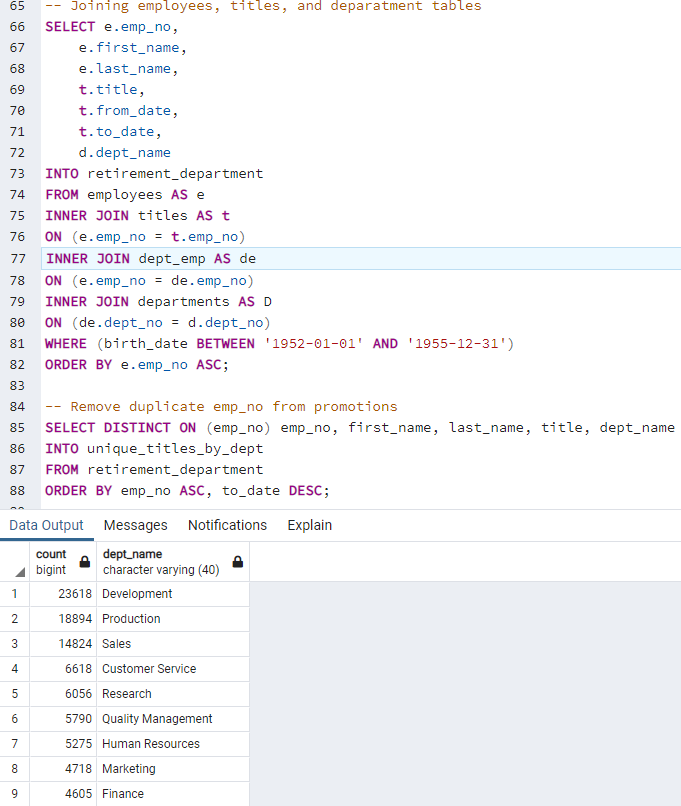 65 -- Joining employees, titles, and deparatment tables
66 SELECT e.emp_no,
67     e.first_name,
68     e.last_name,
69     t.title,
70     t.from_date,
71     t.to_date,
72     d.dept_name
73 INTO retirement_department
74 FROM employees AS e
75 INNER JOIN titles AS t
76 ON (e.emp_no = t.emp_no)
77 INNER JOIN dept_emp AS de
78 ON (e.emp_no = de.emp_no)
79 INNER JOIN departments AS D
80 ON (de.dept_no = d.dept_no)
81 WHERE (birth_date BETWEEN '1952-01-01' AND '1955-12-31')
82 ORDER BY e.emp_no ASC;
83
84 -- Remove duplicate emp_no from promotions
85 SELECT DISTINCT ON (emp_no) emp_no, first_name, last_name, title, dept_name
86 INTO unique_titles_by_dept
87 FROM retirement_department
88 ORDER BY emp_no ASC, to_date DESC;
Data Output Messages Notifications Explain
count dept_name
bigint character varying (40)
1 23618 Development
2 18894 Production
3 14824 Sales
4 6618 Customer Service
5 6056 Research
6 5790 Quality Management
7 5275 Human Resources
8 4718 Marketing
9 4605 Finance